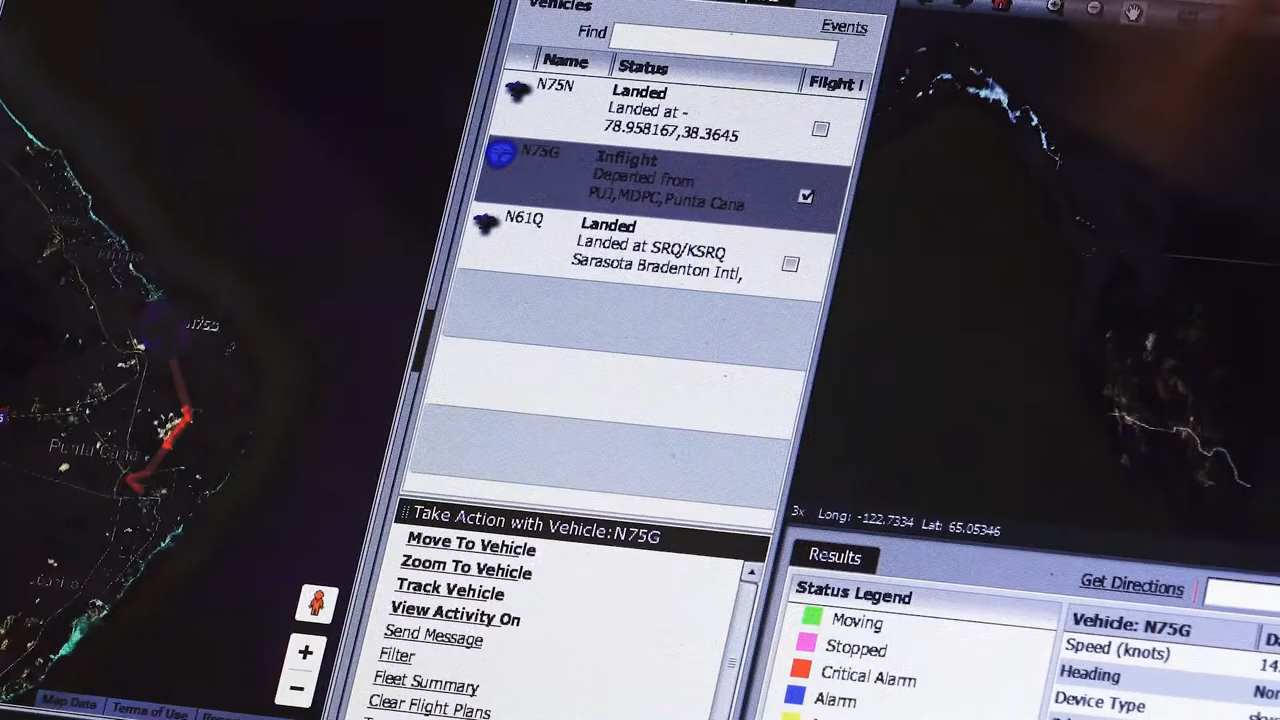 Vehicles
Find
Events
Name
Status
Flight
N75N
Landed
Landed at -
78.958167,38.3645
N75G
Inflight
Departed from
PUJ,MDPC,Punta Cana
N61Q
Landed
Landed at SRQ/KSRQ
Sarasota Bradenton Intl,
N75G
Punta Cana
Take Action with Vehicle:N75G
Move To Vehicle
Zoom To Vehicle
Track Vehicle
View Activity On
Send Message
Filter
Fleet Summary
Clear Flight Plans
+
−
Map Data
Terms of Use
3x Long: -122.7334 Lat: 65.05346
Results
Get Directions
Status Legend
Moving
Stopped
Critical Alarm
Alarm
Vehicle: N75G
Speed (knots)
14
Heading
Nor
Device Type